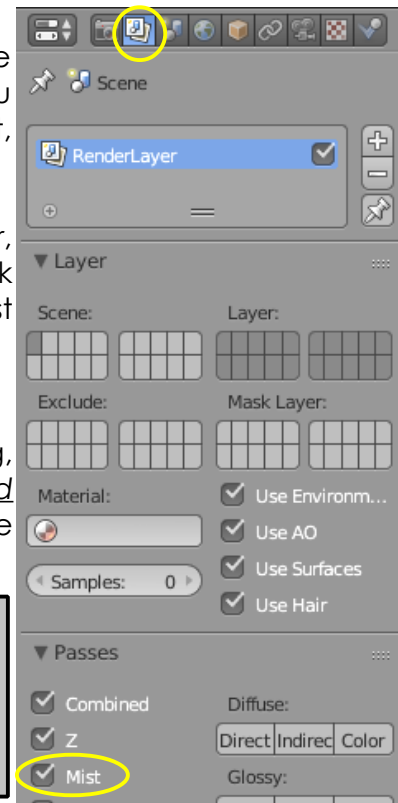 e
u
Scene
,
RenderLayer
r,
k
st
Layer
Scene: Layer:
Exclude: Mask Layer:
g,
d
e
Material: Use Environm...
Use AO
Samples: 0 Use Surfaces
Use Hair
Passes
Combined Diffuse:
Z Direct Indirec Color
Mist Glossy: